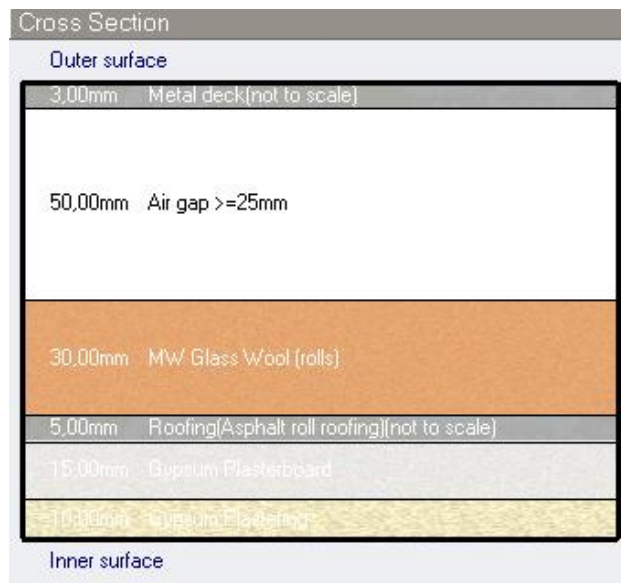 Cross Section
Outer surface
3,00mm Metal deck(not to scale)
50,00mm Air gap >=25mm
30,00mm MW Glass Wool (rolls)
5,00mm Roofing(Asphalt roll roofing)(not to scale)
15,00mm Gypsum Plasterboard
10,00mm Gypsum Plastering
Inner surface